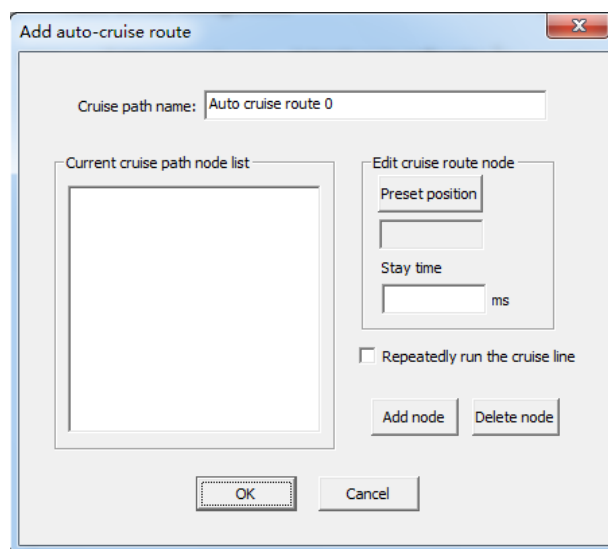 Add auto-cruise route
Cruise path name: Auto cruise route 0
Current cruise path node list
Edit cruise route node
Preset position
Stay time
ms
Repeatedly run the cruise line
Add node Delete node
OK Cancel